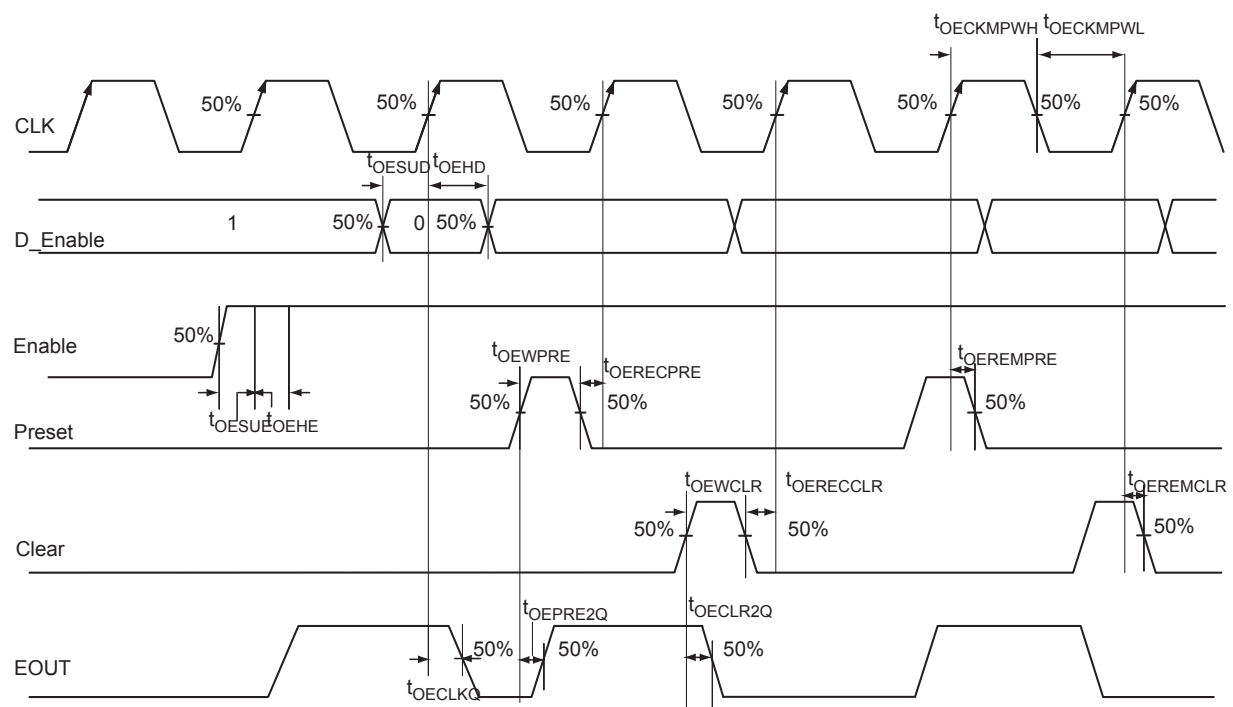 tOECKMPWH tOECKMPWL
50% 50% 50% 50% 50% 50% 50%
CLK
tOESUD tOEHD
1 50% 0 50%
D_Enable
50%
Enable
tOESUE tOEHE
tOEWPRE tOERECPRE tOEREMPRE
50% 50% 50%
Preset
tOEWCLR tOERECCLR tOEREMCLR
50% 50% 50%
Clear
tOEPRE2Q tOECLR2Q
50% 50% 50%
EOUT
tOECLKQ